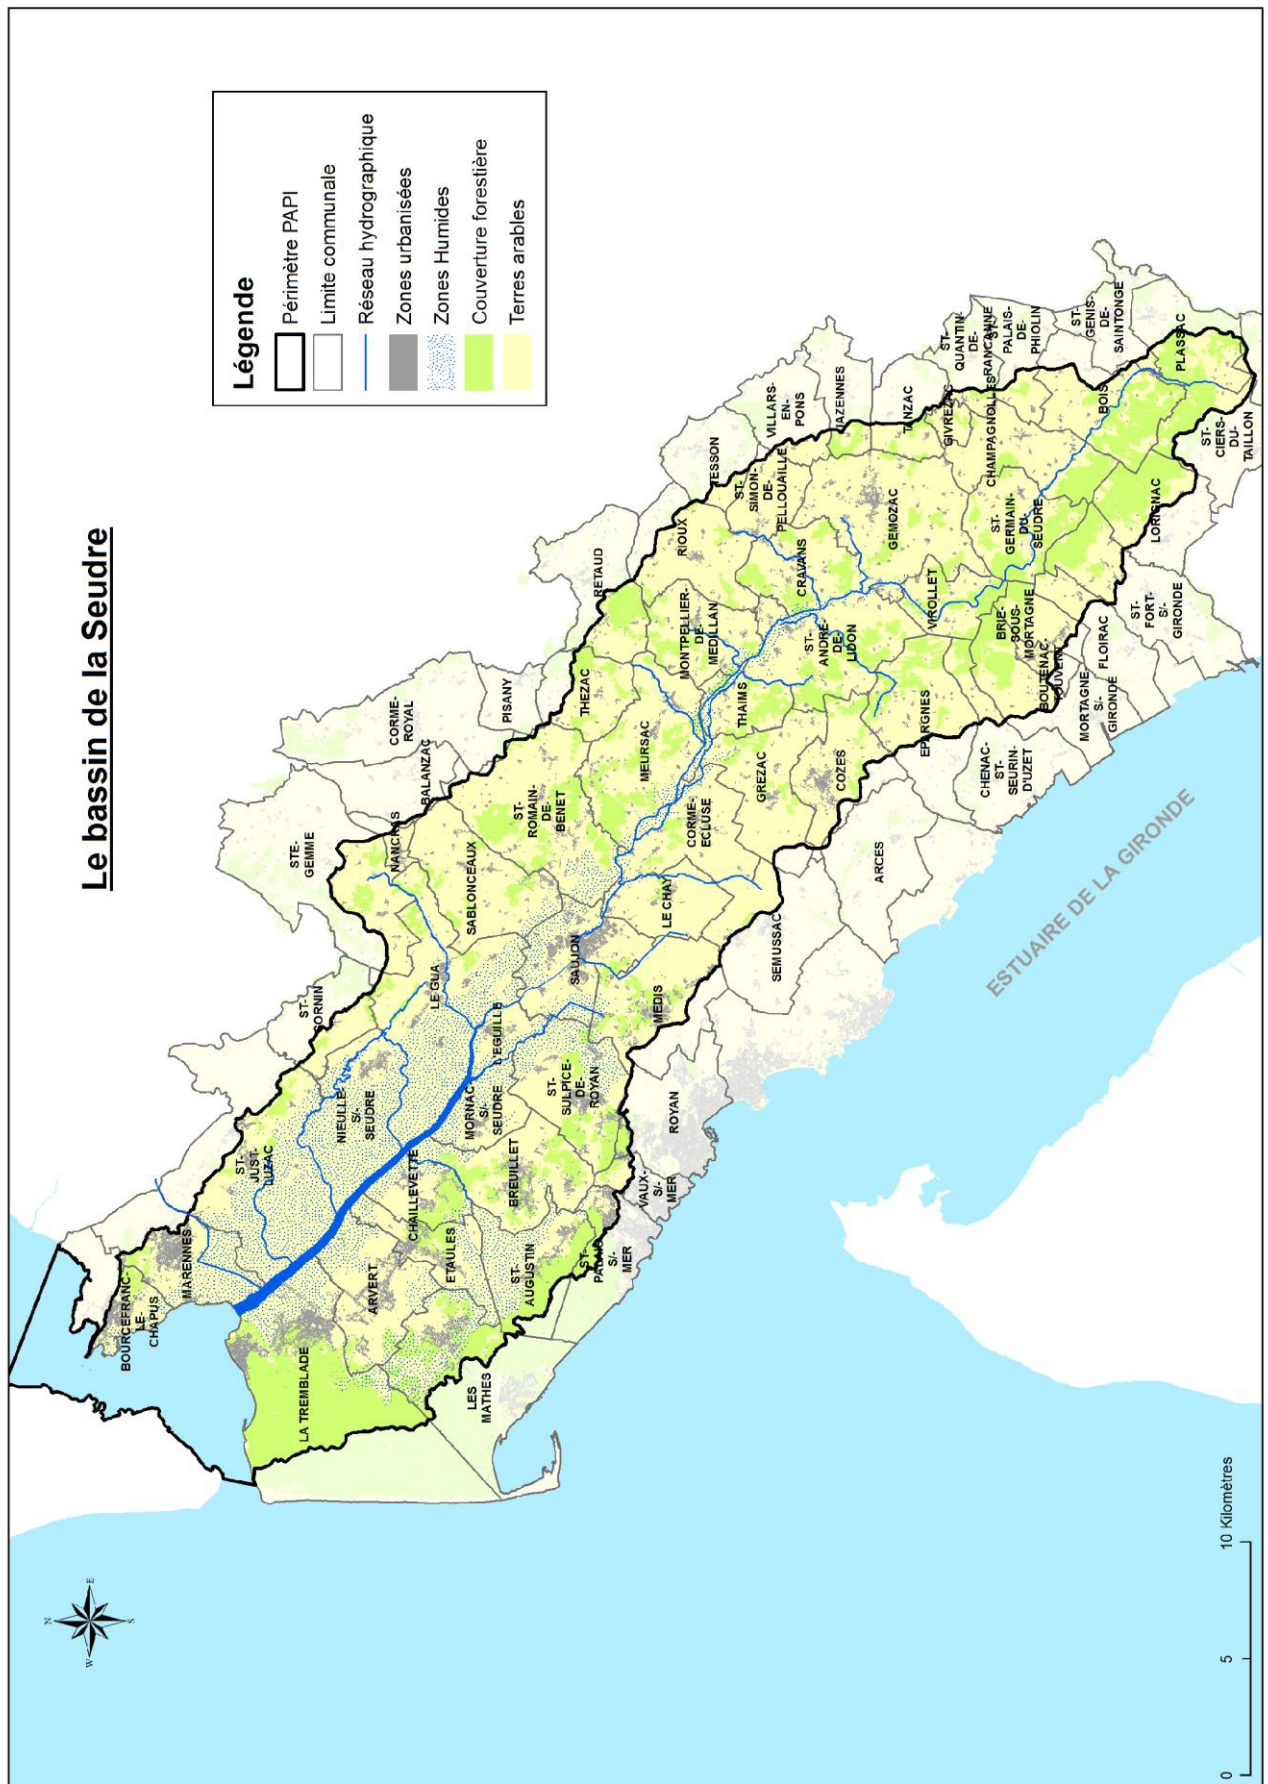 Le bassin de la Seudre
Légende
Périmètre PAPI
Limite communale
Réseau hydrographique
Zones urbanisées
Zones Humides
Couverture forestière
Terres arables
N
W
E
S
BOURCEFRANC-
LE-
CHAPUS
MARENNES
ST-
JUST-
LUZAC
ST-
SORNIN
STE-
GEMME
NANCRAS
BALANZAC
CORME-
ROYAL
PISANY
RETAUD
THEZAC
RIOUX
TESSON
VILLARS-
EN-
PONS
JAZENNES
TANZAC
GIVREZAC
ST-
QUANTIN-
DE-
RANCANNE
ST-
PALAIS-
DE-
PHIOLIN
ST-
GENIS-
DE-
SAINTONGE
PLASSAC
BOIS
CHAMPAGNOLLES
ST-
CIERS-
DU-
TAILLON
LORIGNAC
ST-
GERMAIN-
DU-
SEUDRE
GEMOZAC
ST-
SIMON-
DE-
PELLOUAILLE
CRAVANS
VIROLLET
MONTPELLIER-
DE-
MEDILLAN
ST-
ANDRE-
DE-
LIDON
THAIMS
MEURSAC
ST-
ROMAIN-
DE-
BENET
SABLONCEAUX
LE GUA
NIEULLE-
S/-
SEUDRE
L'EGUILLE
MORNAC-
S/-
SEUDRE
SAUJON
LE CHAY
CORME-
ECLUSE
GREZAC
COZES
EPARGNES
BRIE-
SOUS-
MORTAGNE
BOUTENAC-
TOUVENT
FLOIRAC
MORTAGNE-
S/-
GIRONDE
ST-
FORT-
S/-
GIRONDE
CHENAC-
ST-
SEURIN-
D'UZET
ARCES
SEMUSSAC
MEDIS
ROYAN
VAUX-
S/-
MER
ST-
SULPICE-
DE-
ROYAN
BREUILLET
CHAILLEVETTE
ETAULES
ARVERT
ST-
AUGUSTIN
ST-
PALAIS-
S/-
MER
LES
MATHES
LA TREMBLADE
ESTUAIRE DE LA GIRONDE
0
5
10 Kilomètres